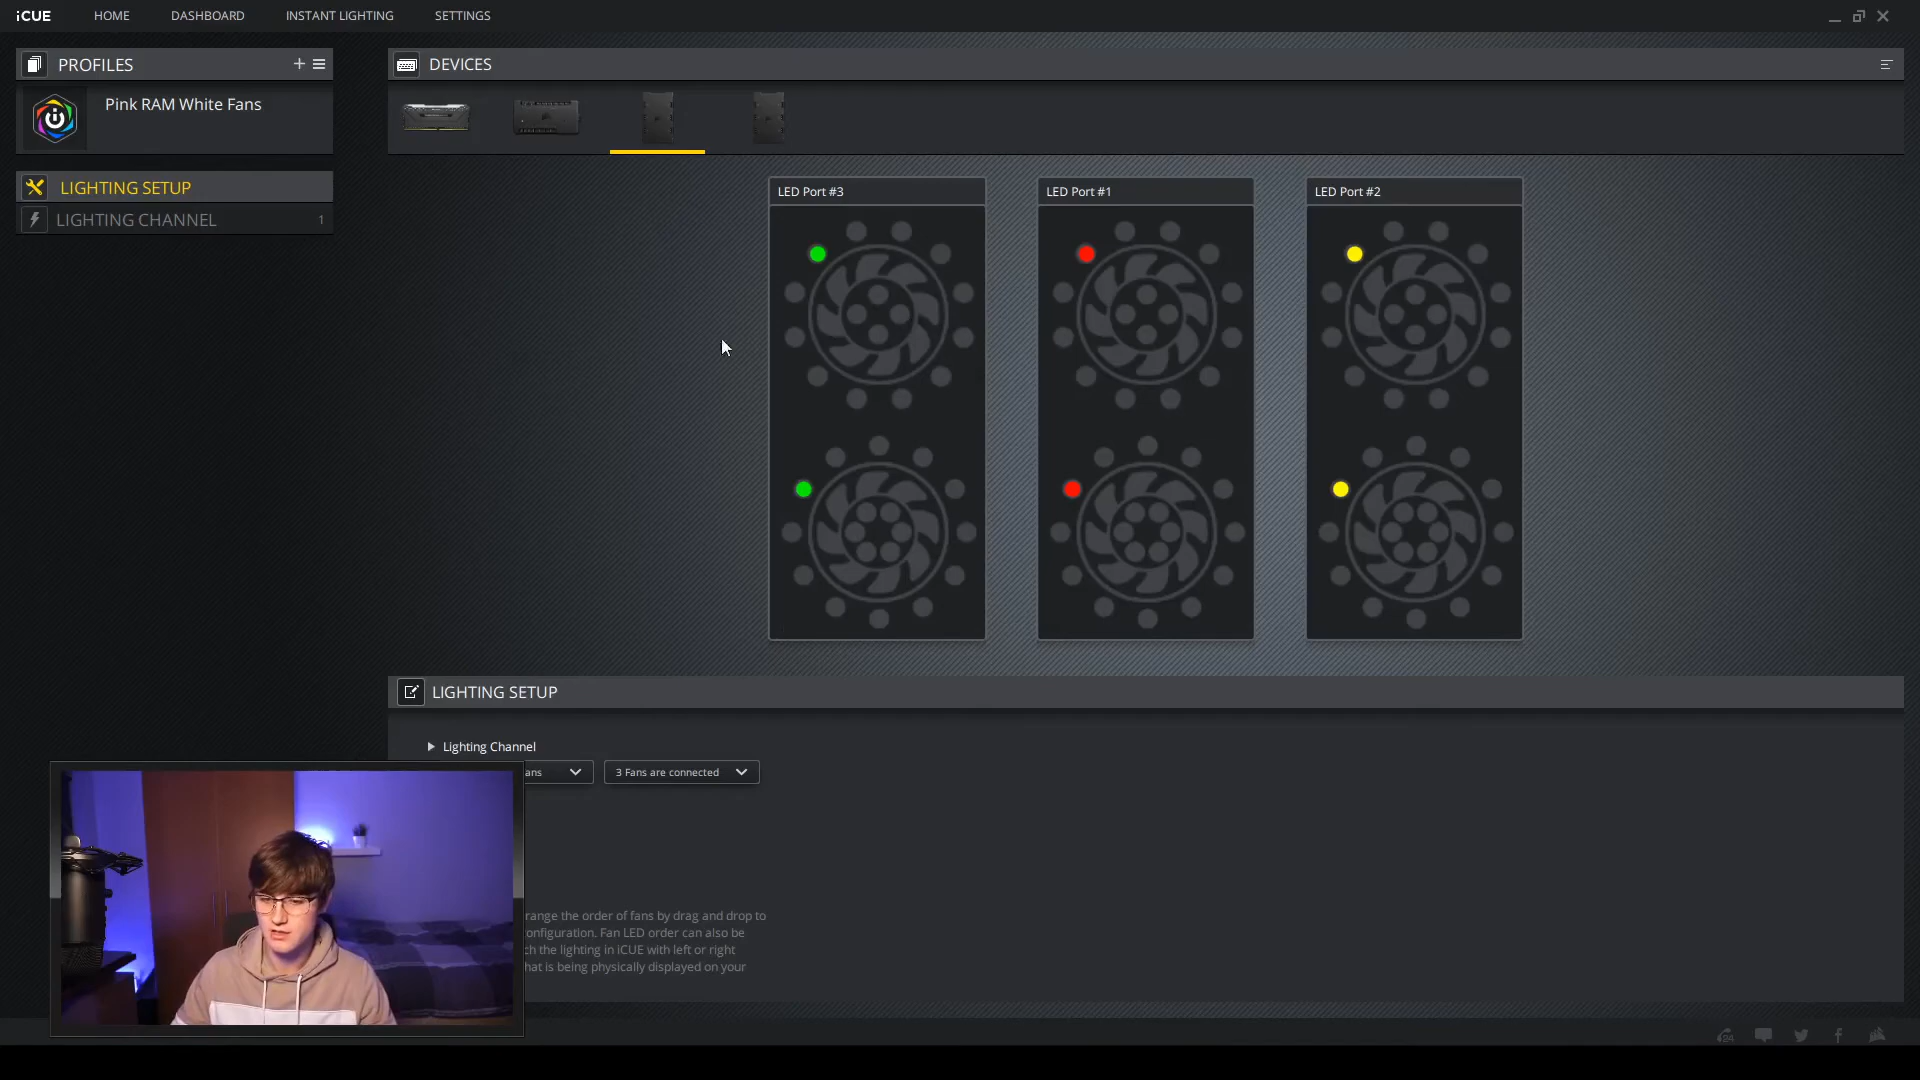 iCUE HOME DASHBOARD INSTANT LIGHTING SETTINGS
PROFILES
Pink RAM White Fans
LIGHTING SETUP
LIGHTING CHANNEL 1
DEVICES
LED Port #3
LED Port #1
LED Port #2
LIGHTING SETUP
Lighting Channel
ans
3 Fans are connected
range the order of fans by drag and drop to
onfiguration. Fan LED order can also be
ch the lighting in iCUE with left or right
hat is being physically displayed on your
24